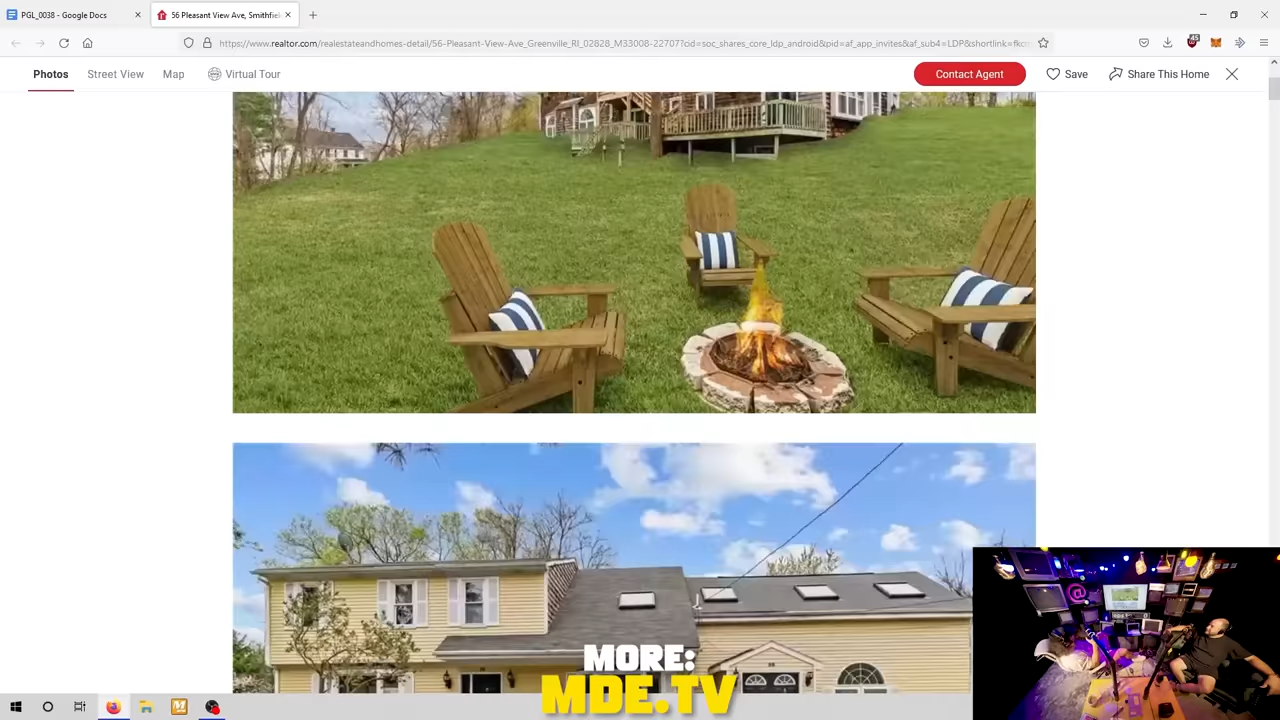 PGL_0038 - Google Docs
56 Pleasant View Ave, Smithfiel
https://www.realtor.com/realestateandhomes-detail/56-Pleasant-View-Ave_Greenville_RI_02828_M33008-22707?cid=soc_shares_core_ldp_android&pid=af_app_invites&af_sub4=LDP&shortlink=fkc
45
Photos
Street View
Map
Virtual Tour
Contact Agent
Save
Share This Home
MORE:
MDE.TV
@